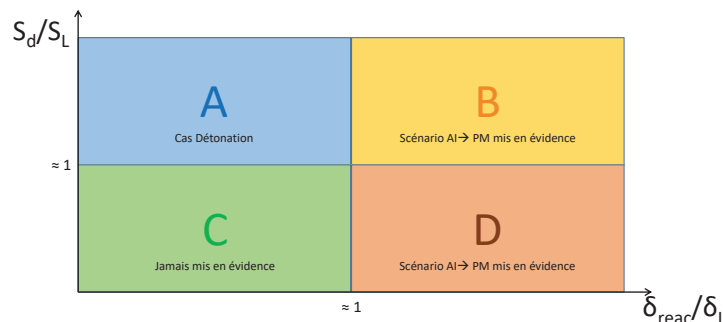 S_d/S_L
A
Cas Détonation
B
Scénario AI→ PM mis en évidence
≈ 1
C
Jamais mis en évidence
D
Scénario AI→ PM mis en évidence
≈ 1
δ_reac/δ_L